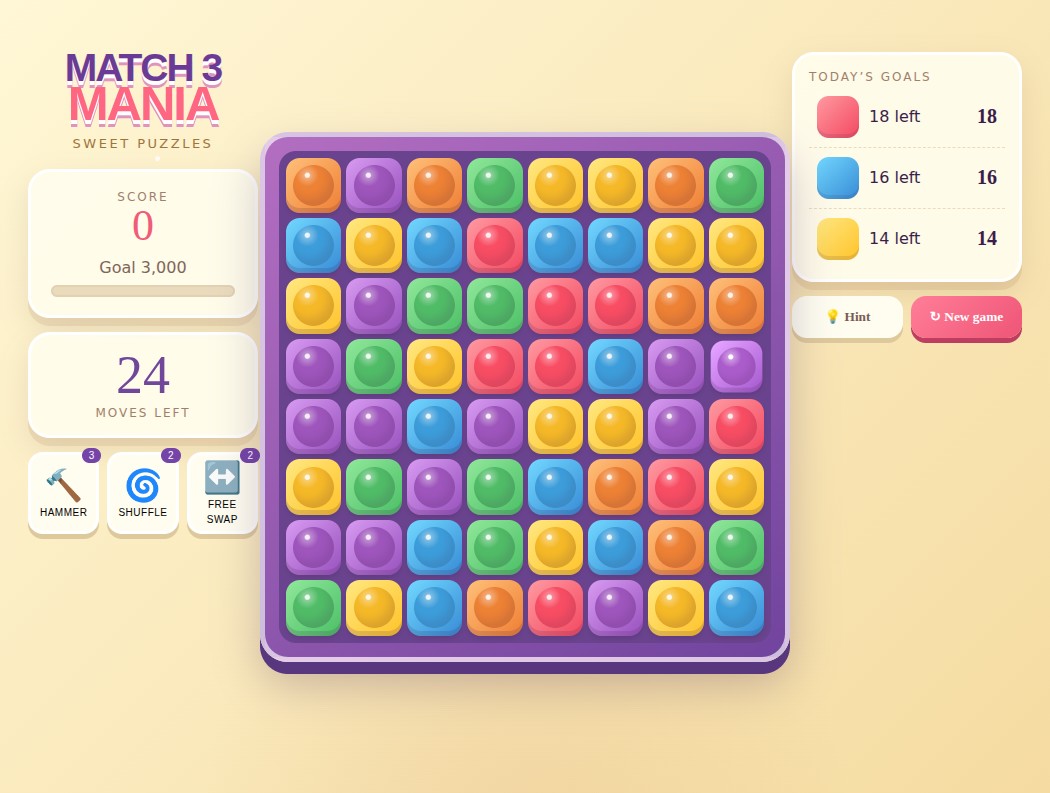 MATCH 3
MANIA
SWEET PUZZLES
SCORE
0
Goal 3,000
24
MOVES LEFT
3
HAMMER
2
SHUFFLE
2
FREE
SWAP
TODAY’S GOALS
18 left 18
16 left 16
14 left 14
💡 Hint
↻ New game